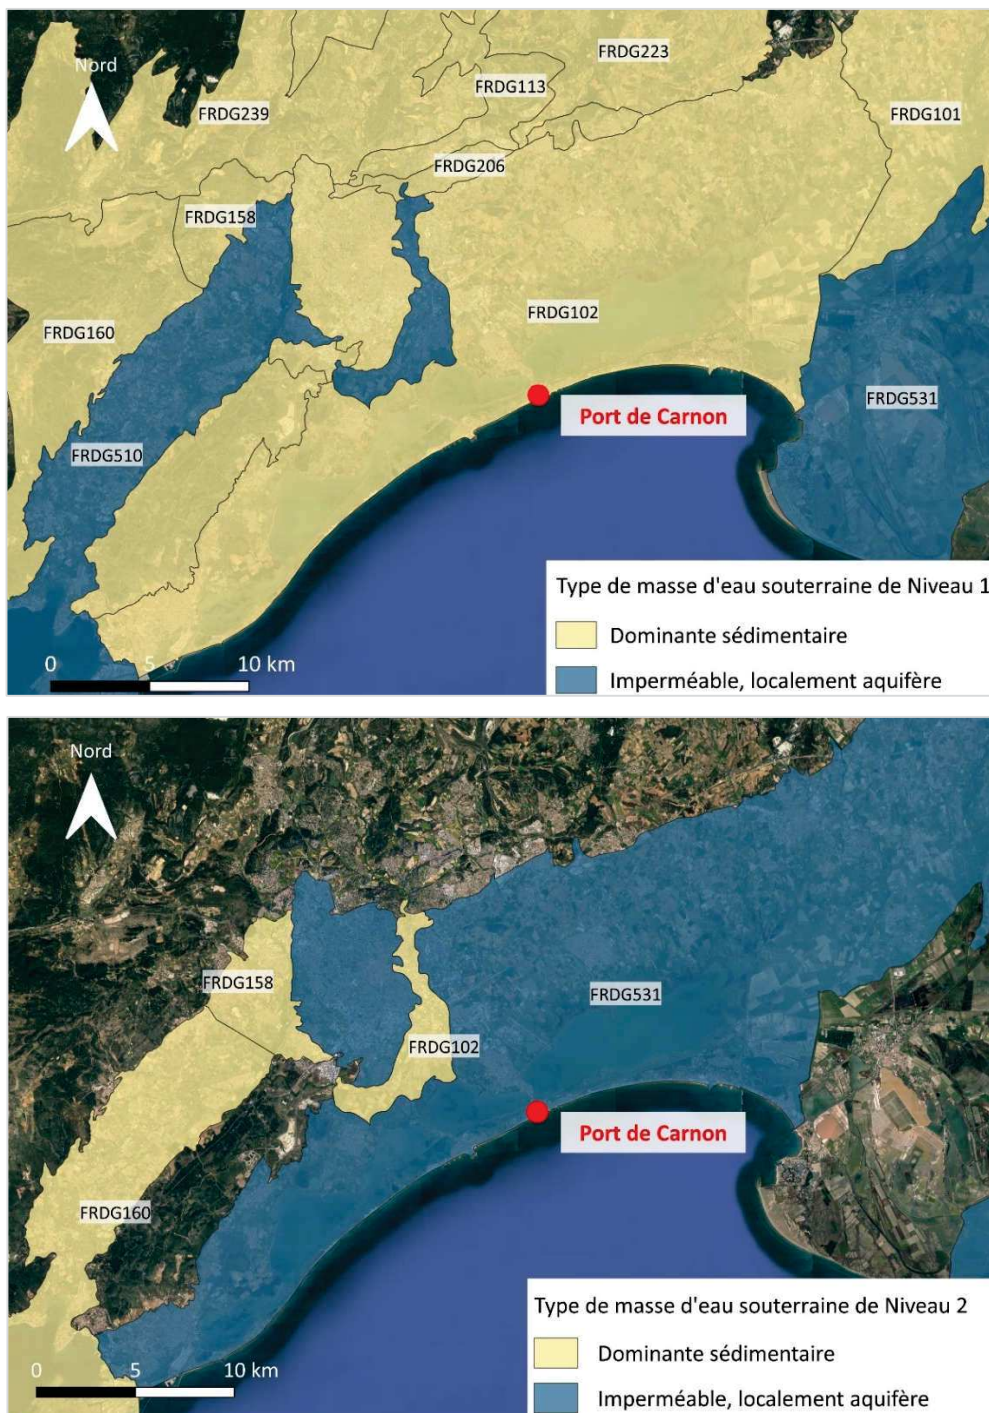 Nord
FRDG223
FRDG113
FRDG239
FRDG101
FRDG206
FRDG158
FRDG102
FRDG160
FRDG531
Port de Carnon
FRDG510
Type de masse d'eau souterraine de Niveau 1
Dominante sédimentaire
Imperméable, localement aquifère
0 5 10 km
Nord
FRDG158
FRDG531
FRDG102
Port de Carnon
FRDG160
Type de masse d'eau souterraine de Niveau 2
Dominante sédimentaire
Imperméable, localement aquifère
0 5 10 km